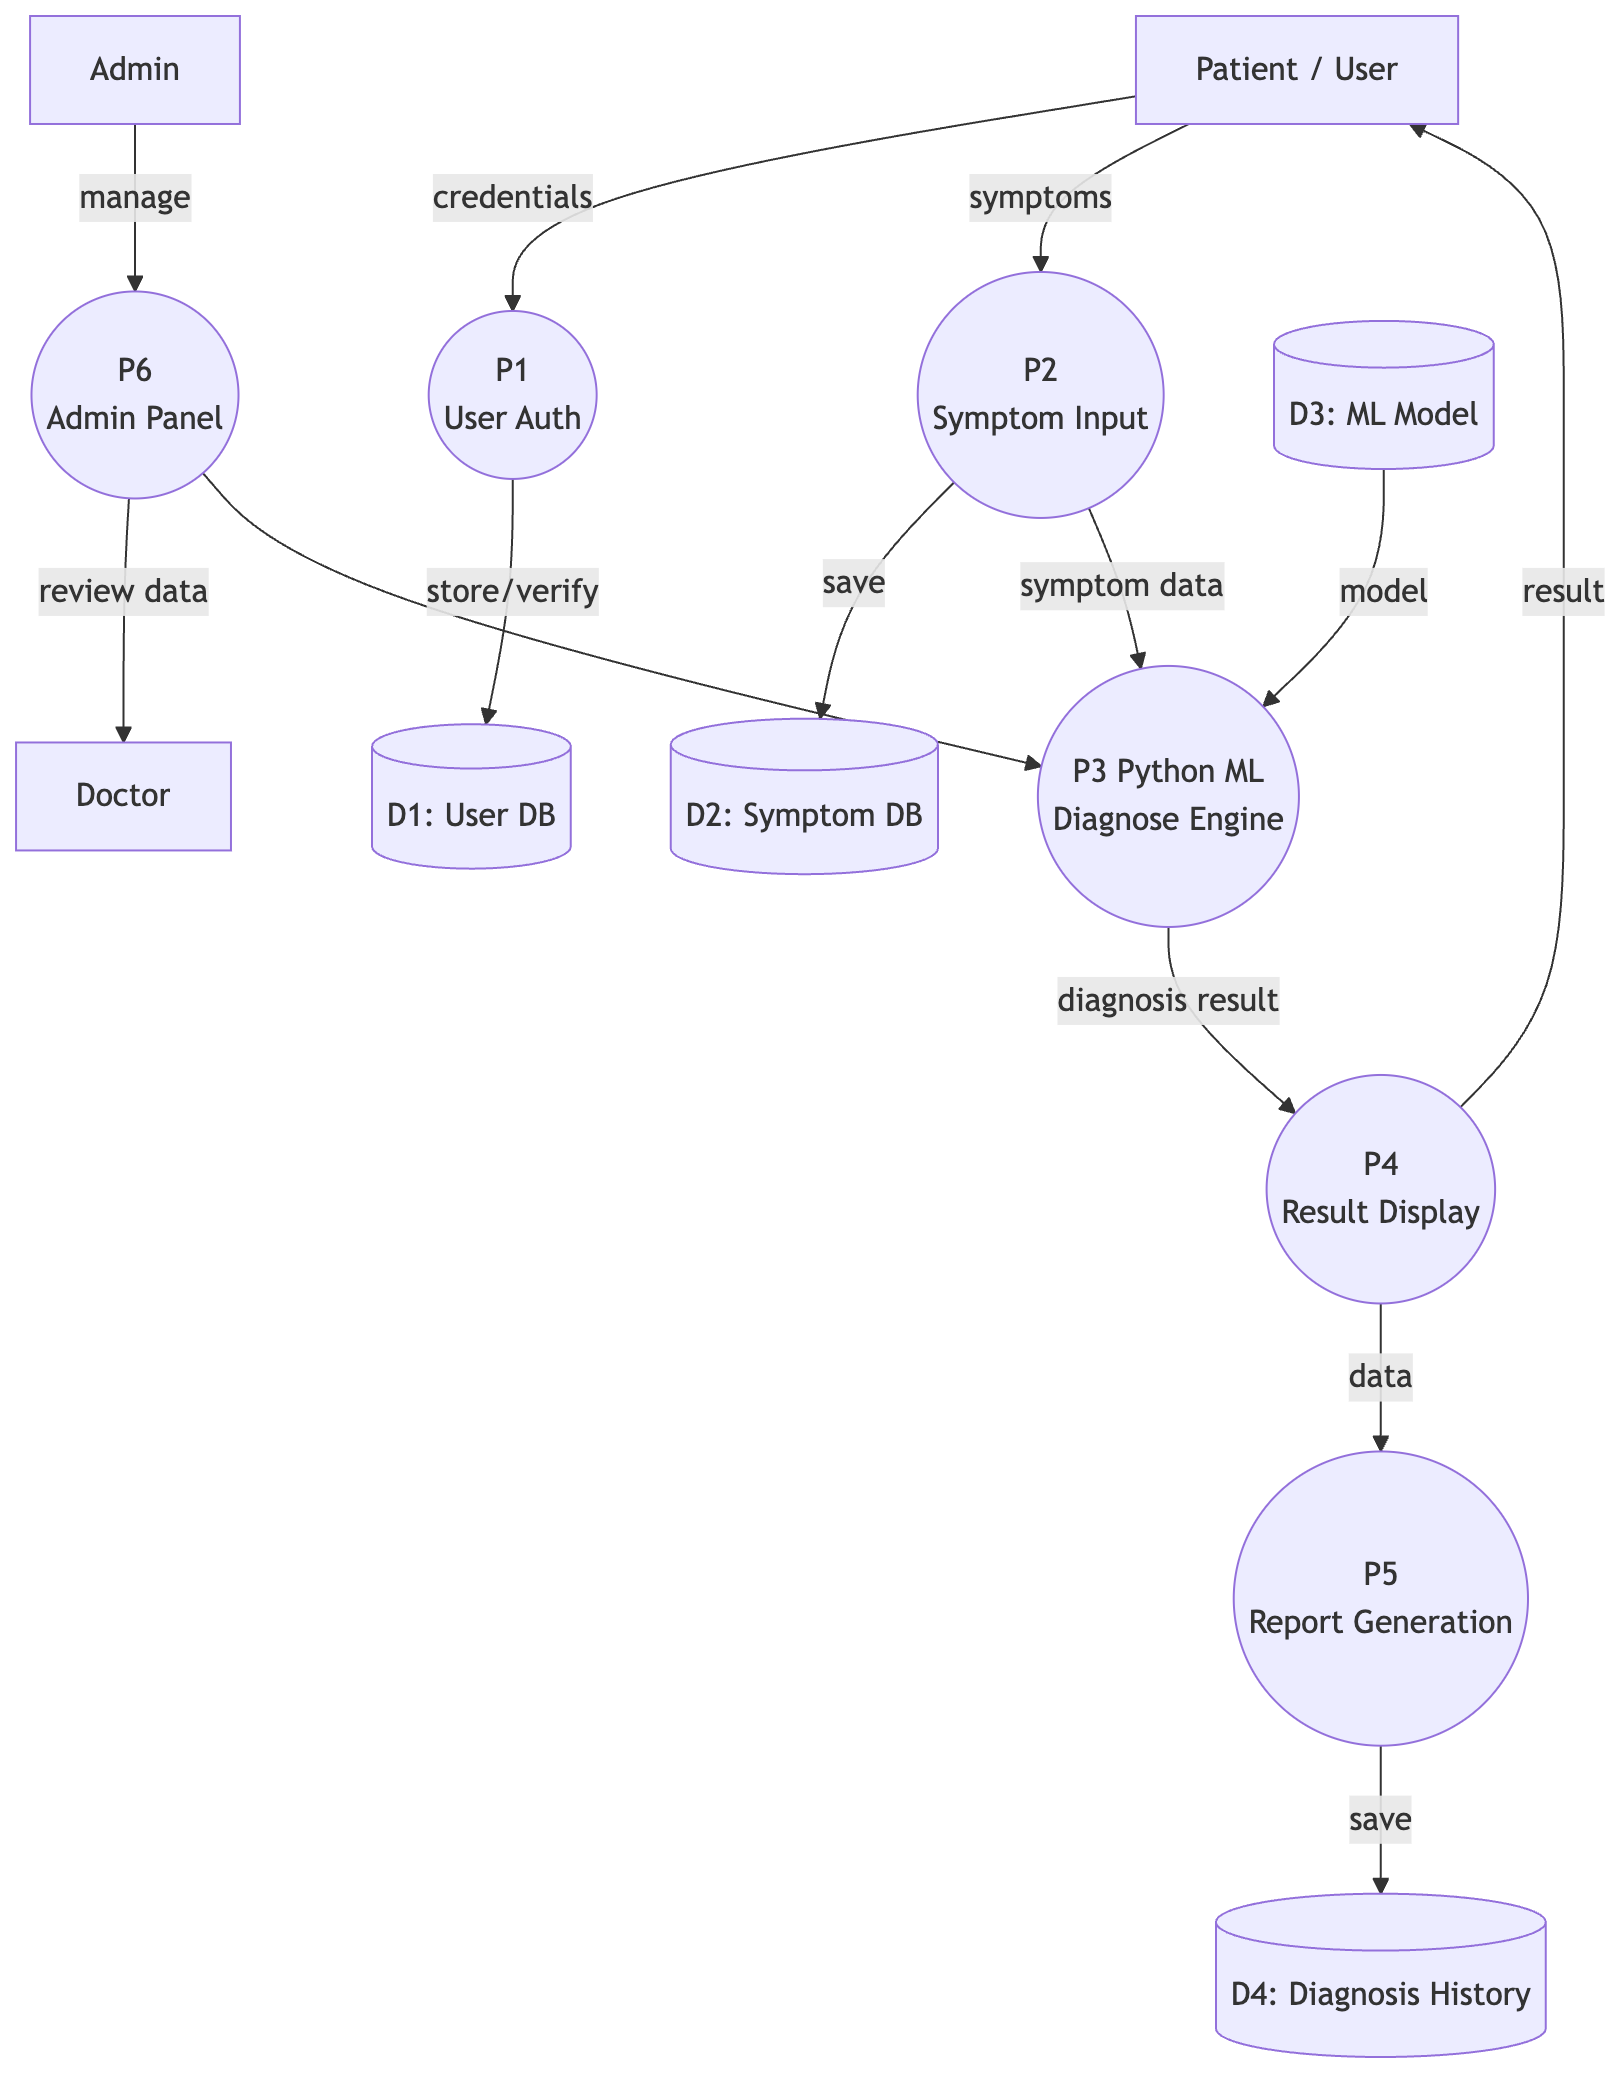 Admin
Patient / User
manage
credentials
symptoms
P6
Admin Panel
P1
User Auth
P2
Symptom Input
D3: ML Model
review data
store/verify
save
symptom data
model
result
Doctor
D1: User DB
D2: Symptom DB
P3 Python ML
Diagnose Engine
diagnosis result
P4
Result Display
data
P5
Report Generation
save
D4: Diagnosis History